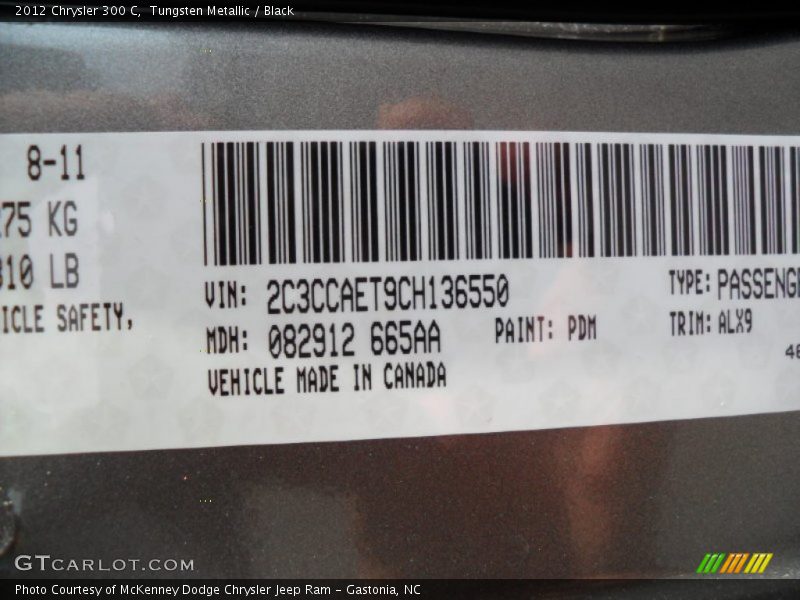 2012 Chrysler 300 C, Tungsten Metallic / Black
8-11
75 KG
10 LB
ICLE SAFETY,
VIN: 2C3CCAET9CH136550
MDH: 082912 665AA
PAINT: PDM
VEHICLE MADE IN CANADA
TYPE: PASSENGE
TRIM: ALX9
GTCARLOT.COM
Photo Courtesy of McKenney Dodge Chrysler Jeep Ram - Gastonia, NC